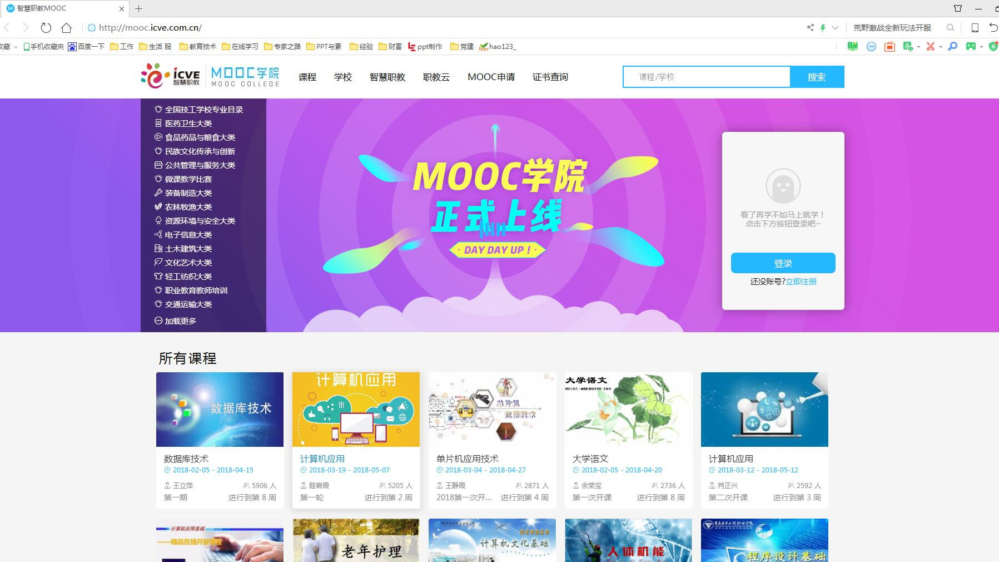 智慧职教MOOC
http://mooc.icve.com.cn/
荒野激战全新玩法开服
收藏 手机收藏夹 百度一下 工作 生活 服 教育技术 在线学习 专家之路 PPT与素 经验 财富 ppt制作 党建 hao123_
icve 智慧职教 MOOC学院 MOOC COLLEGE
课程 学校 智慧职教 职教云 MOOC申请 证书查询
课程/学校 搜索
全国技工学校专业目录
医药卫生大类
食品药品与粮食大类
民族文化传承与创新
公共管理与服务大类
微课教学比赛
装备制造大类
农林牧渔大类
资源环境与安全大类
电子信息大类
土木建筑大类
文化艺术大类
轻工纺织大类
职业教育教师培训
交通运输大类
加载更多
MOOC学院
正式上线
· DAY DAY UP ! ·
看了再学不如马上就学！
点击下方按钮登录吧~
登录
还没账号?立即注册
所有课程
数据库技术
数据库技术
2018-02-05 - 2018-04-15
王立萍 5906 人
第一期 进行到第 8 周
计算机应用
计算机应用
2018-03-19 - 2018-05-07
眭碧霞 5205 人
第一轮 进行到第 2 周
单片机
应用技术
单片机应用技术
2018-03-04 - 2018-04-27
王静霞 2871 人
2018第一次开... 进行到第 4 周
大学语文
大学语文
2018-02-05 - 2018-04-20
余荣宝 2736 人
第一次开课 进行到第 8 周
计算机应用
2018-03-12 - 2018-05-12
肖正兴 2592 人
第二次开课 进行到第 3 周
计算机应用基础
——精品在线开放课程
老年护理
计算机文化基础
人体机能
重庆电子工程职业学院
程序设计基础